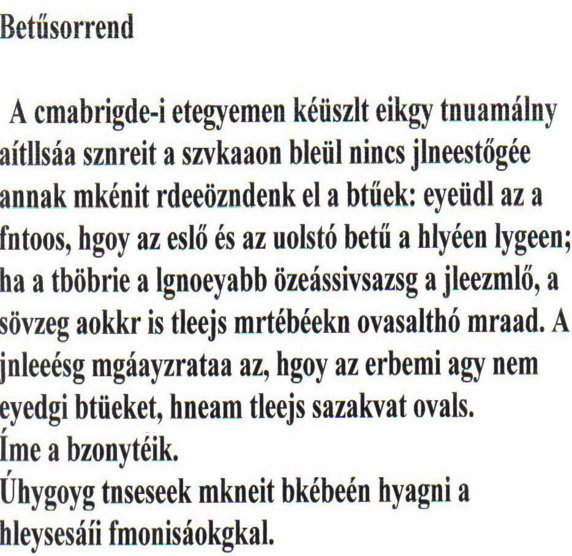 Betűsorrend
A cmabrigde-i etegyemen kéüszlt eikgy tnuamálny
aítllsáa sznreit a szvkaaon bleül nincs jlneestőgée
annak mkénit rdeeözndenk el a btűek: eyeüdl az a
fntoos, hgoy az eslő és az uolstó betű a hlyéen lygeen;
ha a tböbrie a lgnoeyabb özeássivsazsg a jleezmlő, a
sövzeg aokkr is tleejs mrtébéekn ovasalthó mraad. A
jnleeésg mgáayzrataa az, hgoy az erbemi agy nem
eyedgi btüeket, hneam tleejs sazakvat ovals.
Íme a bzonytéik.
Úhygoyg tnseseek mkneit bkébeén hyagni a
hleysesáíi fmonisáokgkal.